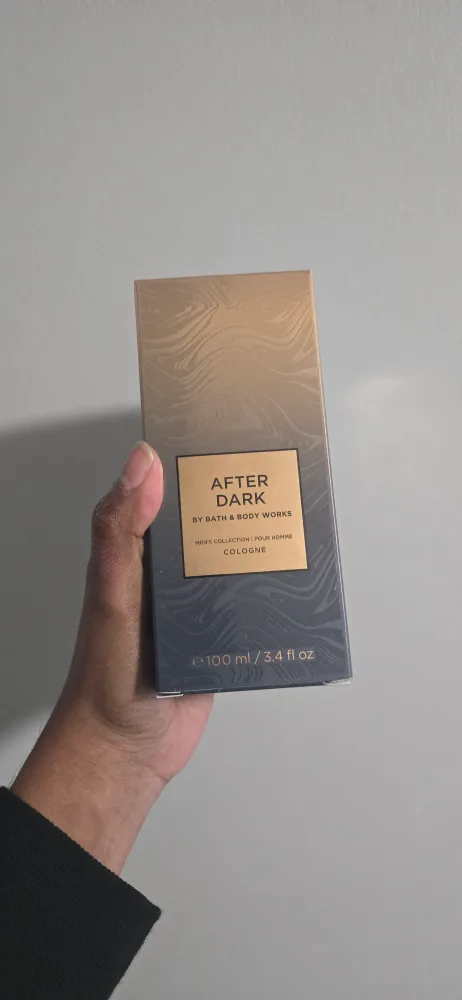 AFTER
DARK
BY BATH & BODY WORKS
MEN'S COLLECTION | POUR HOMME
COLOGNE
℮ 100 ml / 3.4 fl oz